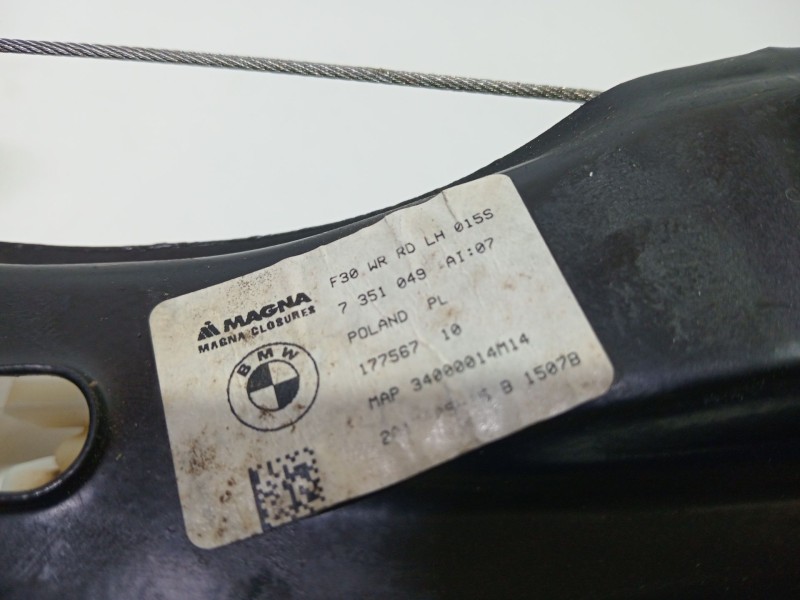 MAGNA
MAGNA CLOSURES
BMW
F30 WR RD LH 015S
7 351 049 AI:07
POLAND PL
177567 10
MAP 34000014M14
B 1507B